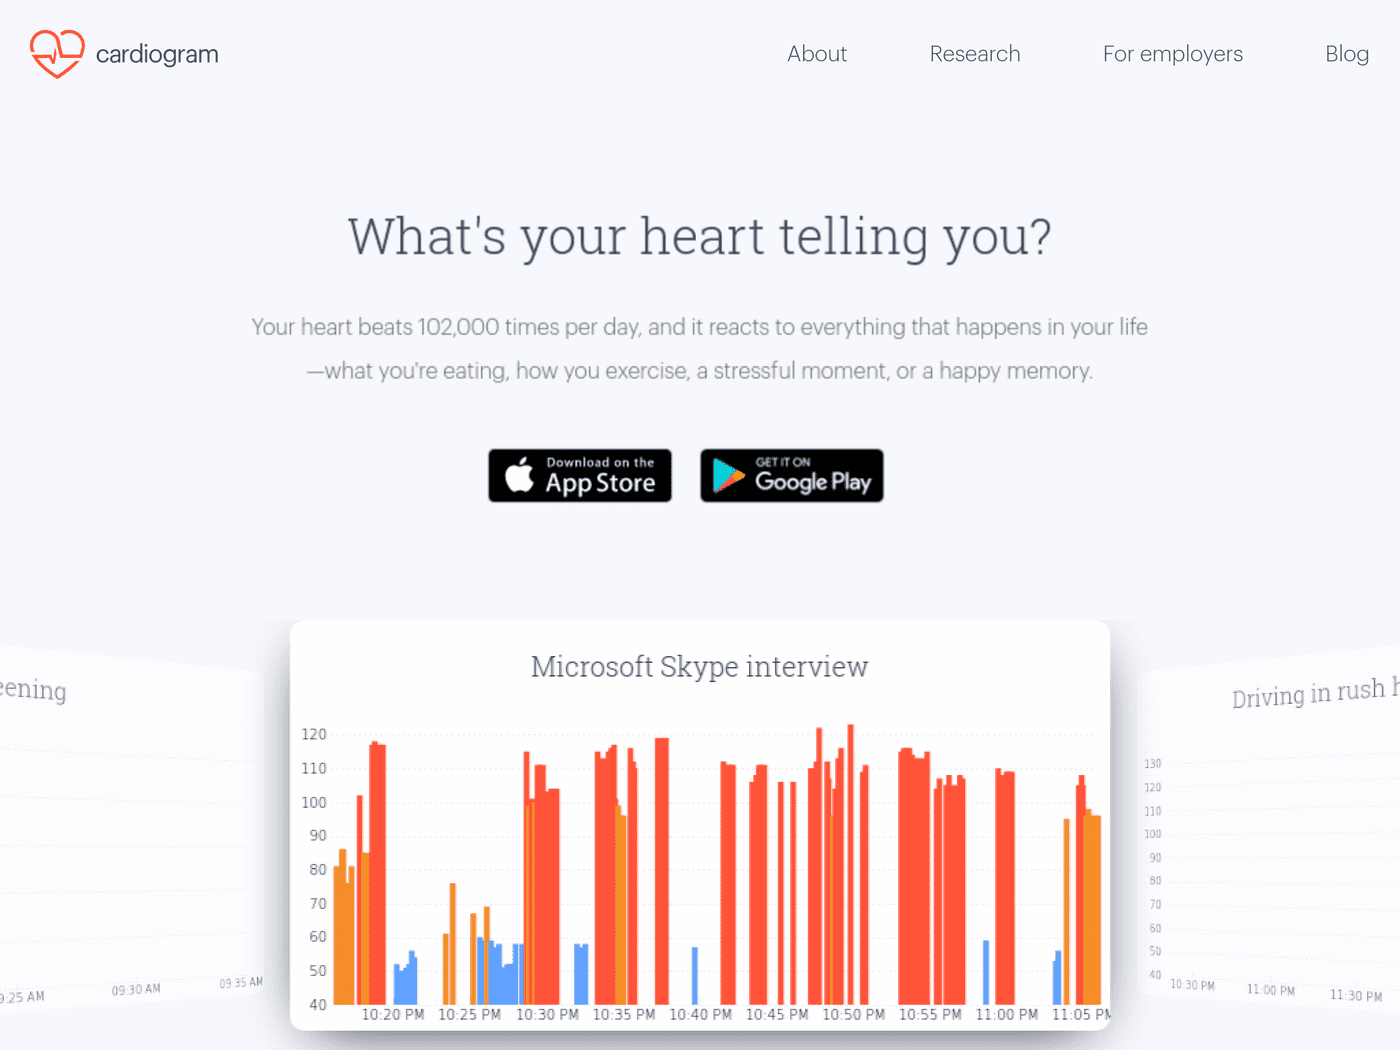 cardiogram
About
Research
For employers
Blog
What's your heart telling you?
Your heart beats 102,000 times per day, and it reacts to everything that happens in your life
—what you're eating, how you exercise, a stressful moment, or a happy memory.
Download on the
App Store
GET IT ON
Google Play
Microsoft Skype interview
120
110
100
90
80
70
60
50
40
10:20 PM 10:25 PM 10:30 PM 10:35 PM 10:40 PM 10:45 PM 10:50 PM 10:55 PM 11:00 PM 11:05 PM
eening
9:25 AM 09:30 AM 09:35 AM
Driving in rush h
130
120
110
100
90
80
70
60
50
40
10:30 PM 11:00 PM 11:30 PM